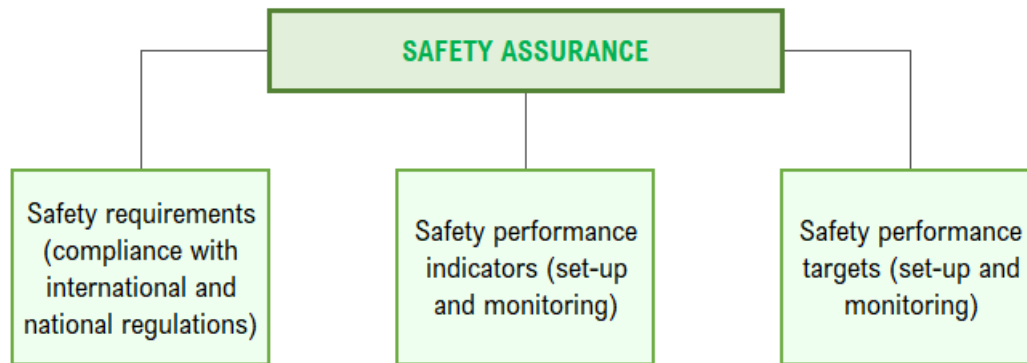 SAFETY ASSURANCE
Safety requirements
(compliance with
international and
national regulations)
Safety performance
indicators (set-up
and monitoring)
Safety performance
targets (set-up and
monitoring)